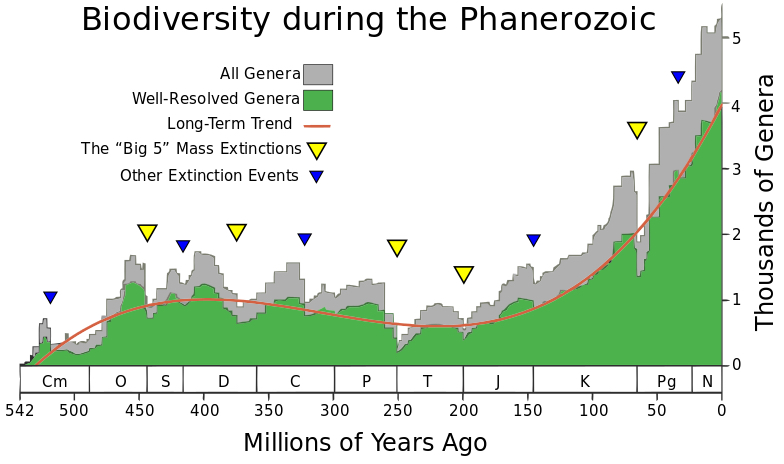 Biodiversity during the Phanerozoic
All Genera
Well-Resolved Genera
Long-Term Trend
The “Big 5” Mass Extinctions
Other Extinction Events
5
4
3
2
1
0
Thousands of Genera
Cm O S D C P T J K Pg N
542 500 450 400 350 300 250 200 150 100 50 0
Millions of Years Ago